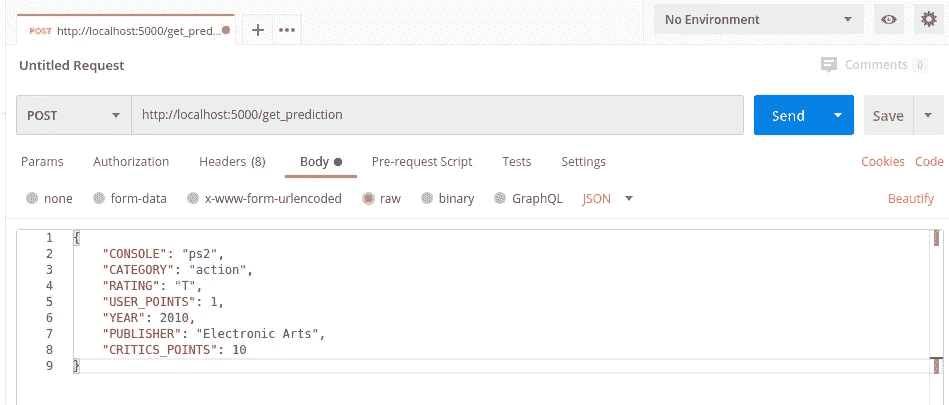 POST http://localhost:5000/get_pred... + ••• No Environment
Untitled Request Comments 0
POST http://localhost:5000/get_prediction Send Save
Params Authorization Headers (8) Body Pre-request Script Tests Settings Cookies Code
none form-data x-www-form-urlencoded raw binary GraphQL JSON Beautify
1 {
2 "CONSOLE": "ps2",
3 "CATEGORY": "action",
4 "RATING": "T",
5 "USER_POINTS": 1,
6 "YEAR": 2010,
7 "PUBLISHER": "Electronic Arts",
8 "CRITICS_POINTS": 10
9 }